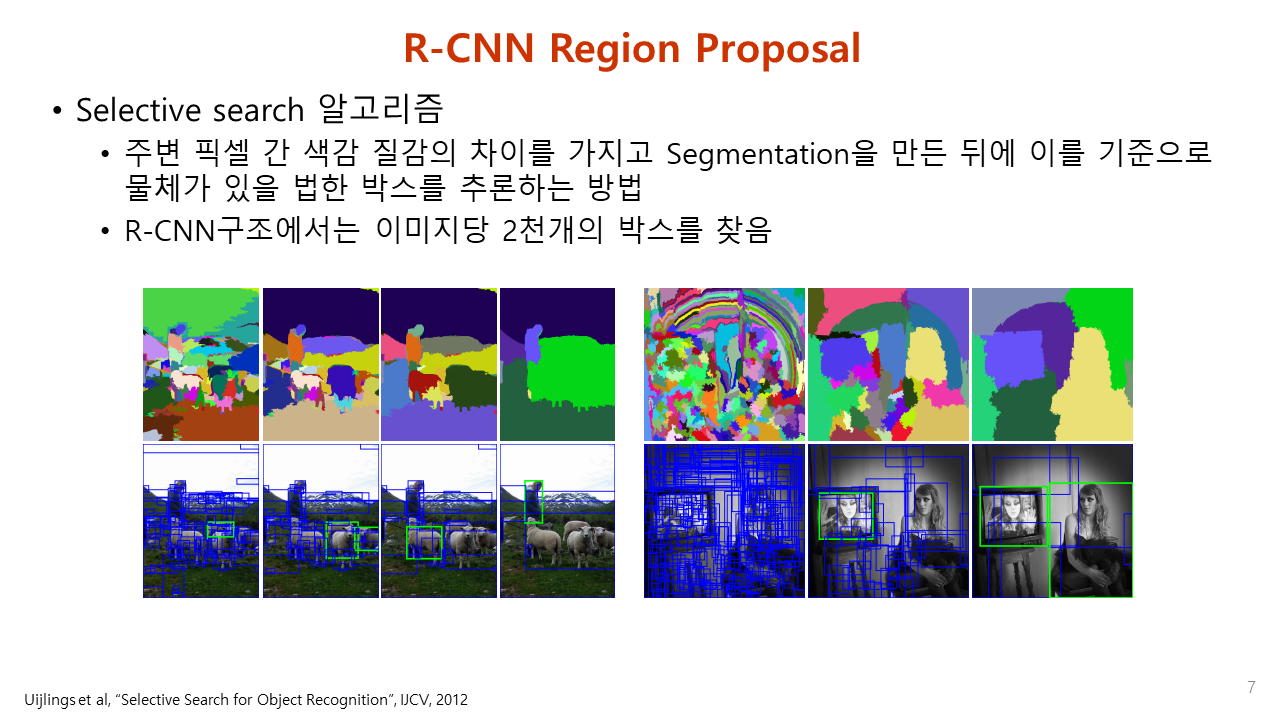 R-CNN Region Proposal
• Selective search 알고리즘
• 주변 픽셀 간 색감 질감의 차이를 가지고 Segmentation을 만든 뒤에 이를 기준으로
물체가 있을 법한 박스를 추론하는 방법
• R-CNN구조에서는 이미지당 2천개의 박스를 찾음
Uijlings et al, “Selective Search for Object Recognition”, IJCV, 2012
7